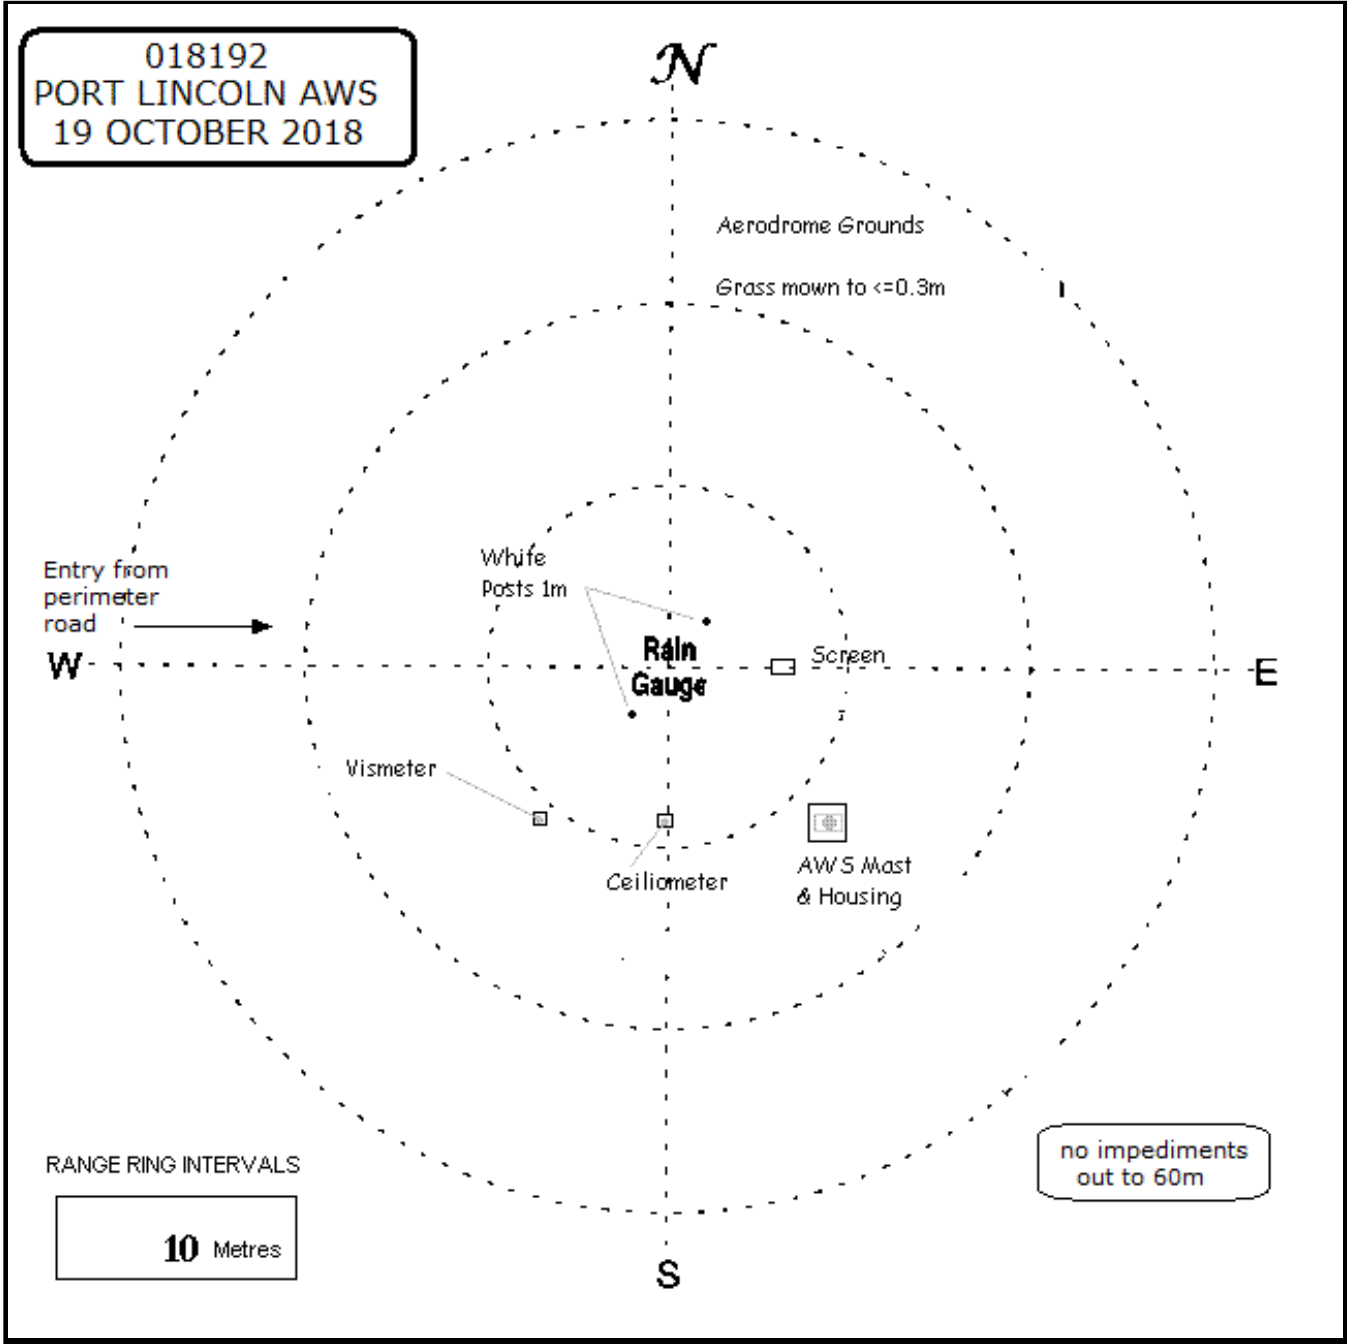 018192
PORT LINCOLN AWS
19 OCTOBER 2018
N
Aerodrome Grounds
Grass mown to <=0.3m
White
Posts 1m
Entry from
perimeter
road
Rain
Gauge
Screen
W
E
Vismeter
Ceiliometer
AWS Mast
& Housing
no impediments
out to 60m
RANGE RING INTERVALS
10 Metres
S